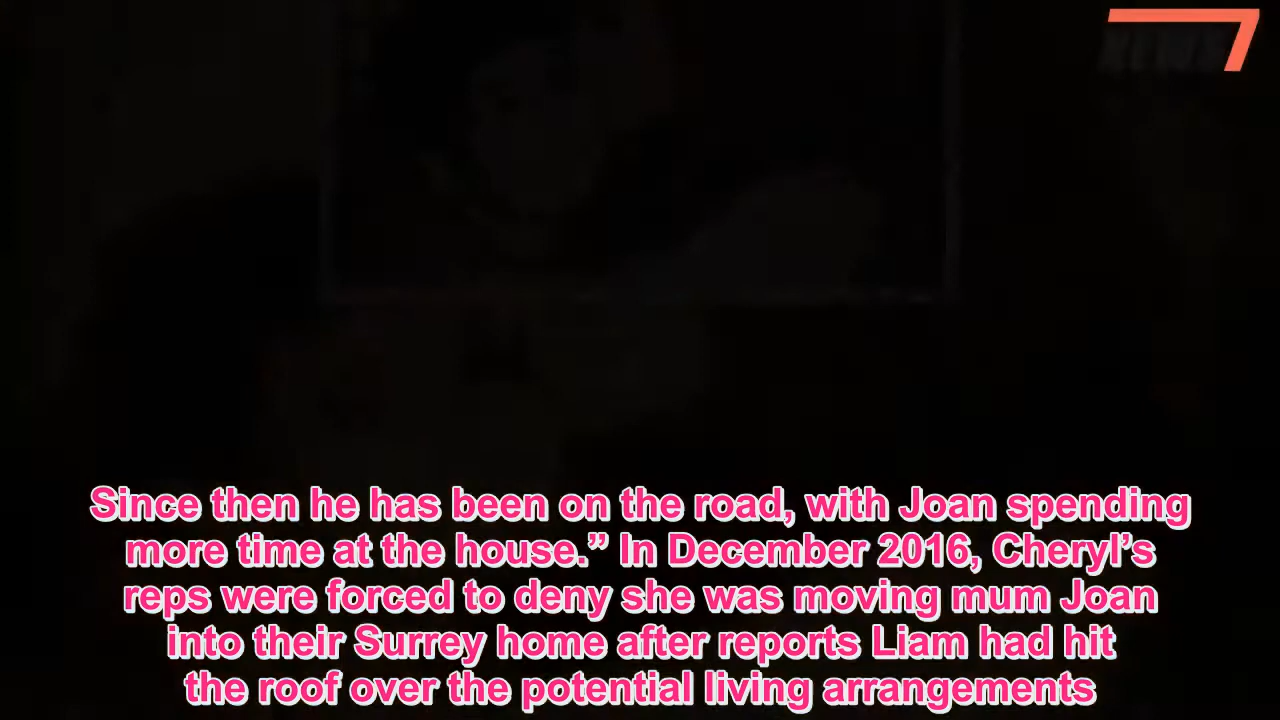 NEWS 7
Since then he has been on the road, with Joan spending
more time at the house.” In December 2016, Cheryl’s
reps were forced to deny she was moving mum Joan
into their Surrey home after reports Liam had hit
the roof over the potential living arrangements